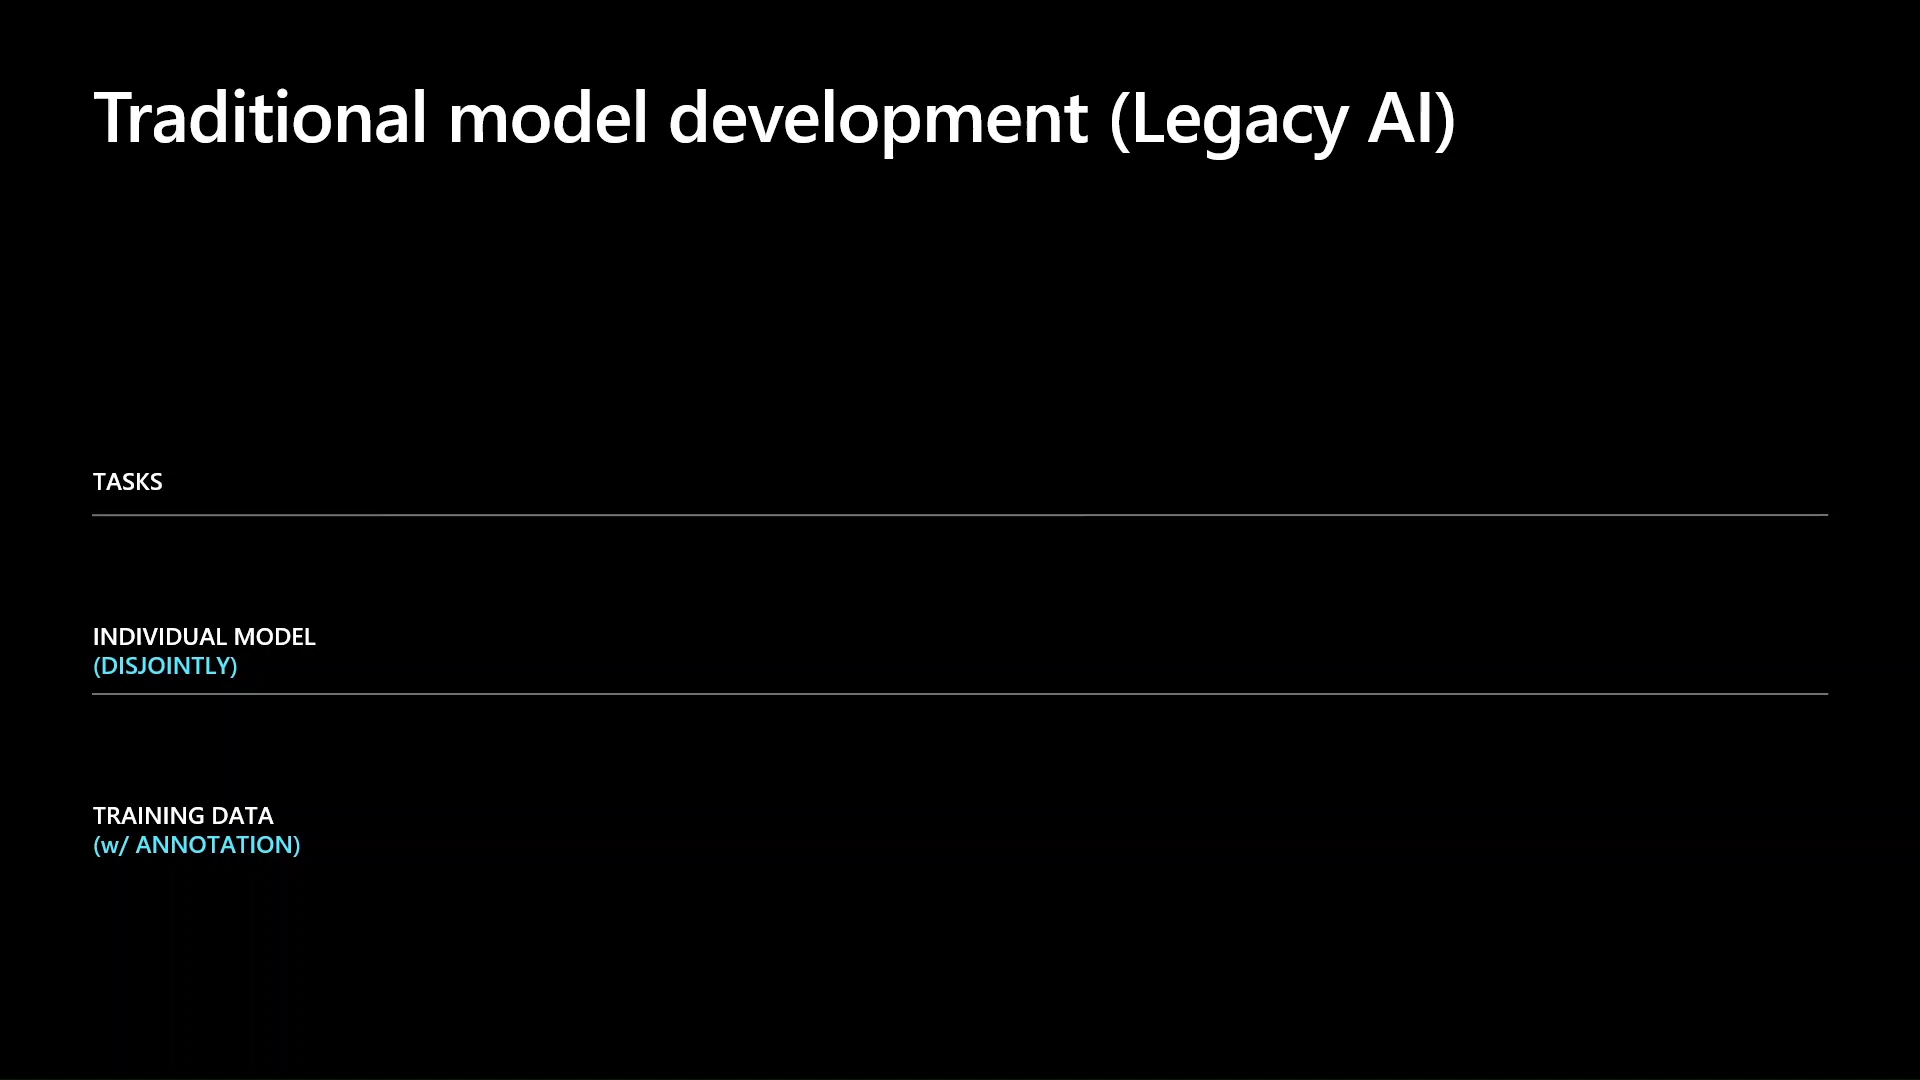 Traditional model development (Legacy AI)
TASKS
INDIVIDUAL MODEL
(DISJOINTLY)
TRAINING DATA
(w/ ANNOTATION)